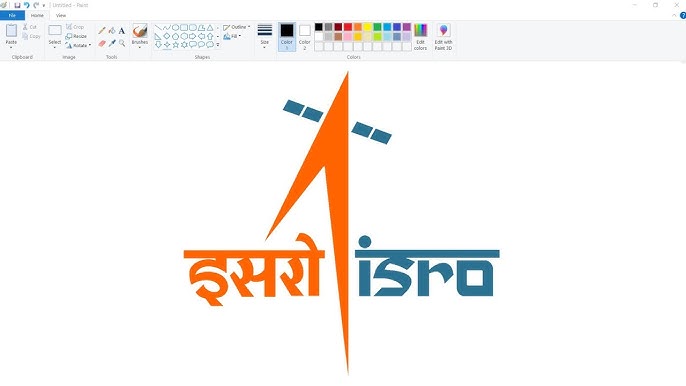 Untitled - Paint
File Home View
Paste Cut Copy Select Crop Resize Rotate Brushes Outline Fill Size Color 1 Color 2 Edit colors Edit with Paint 3D
Clipboard Image Tools Shapes Colors
इसरो isro